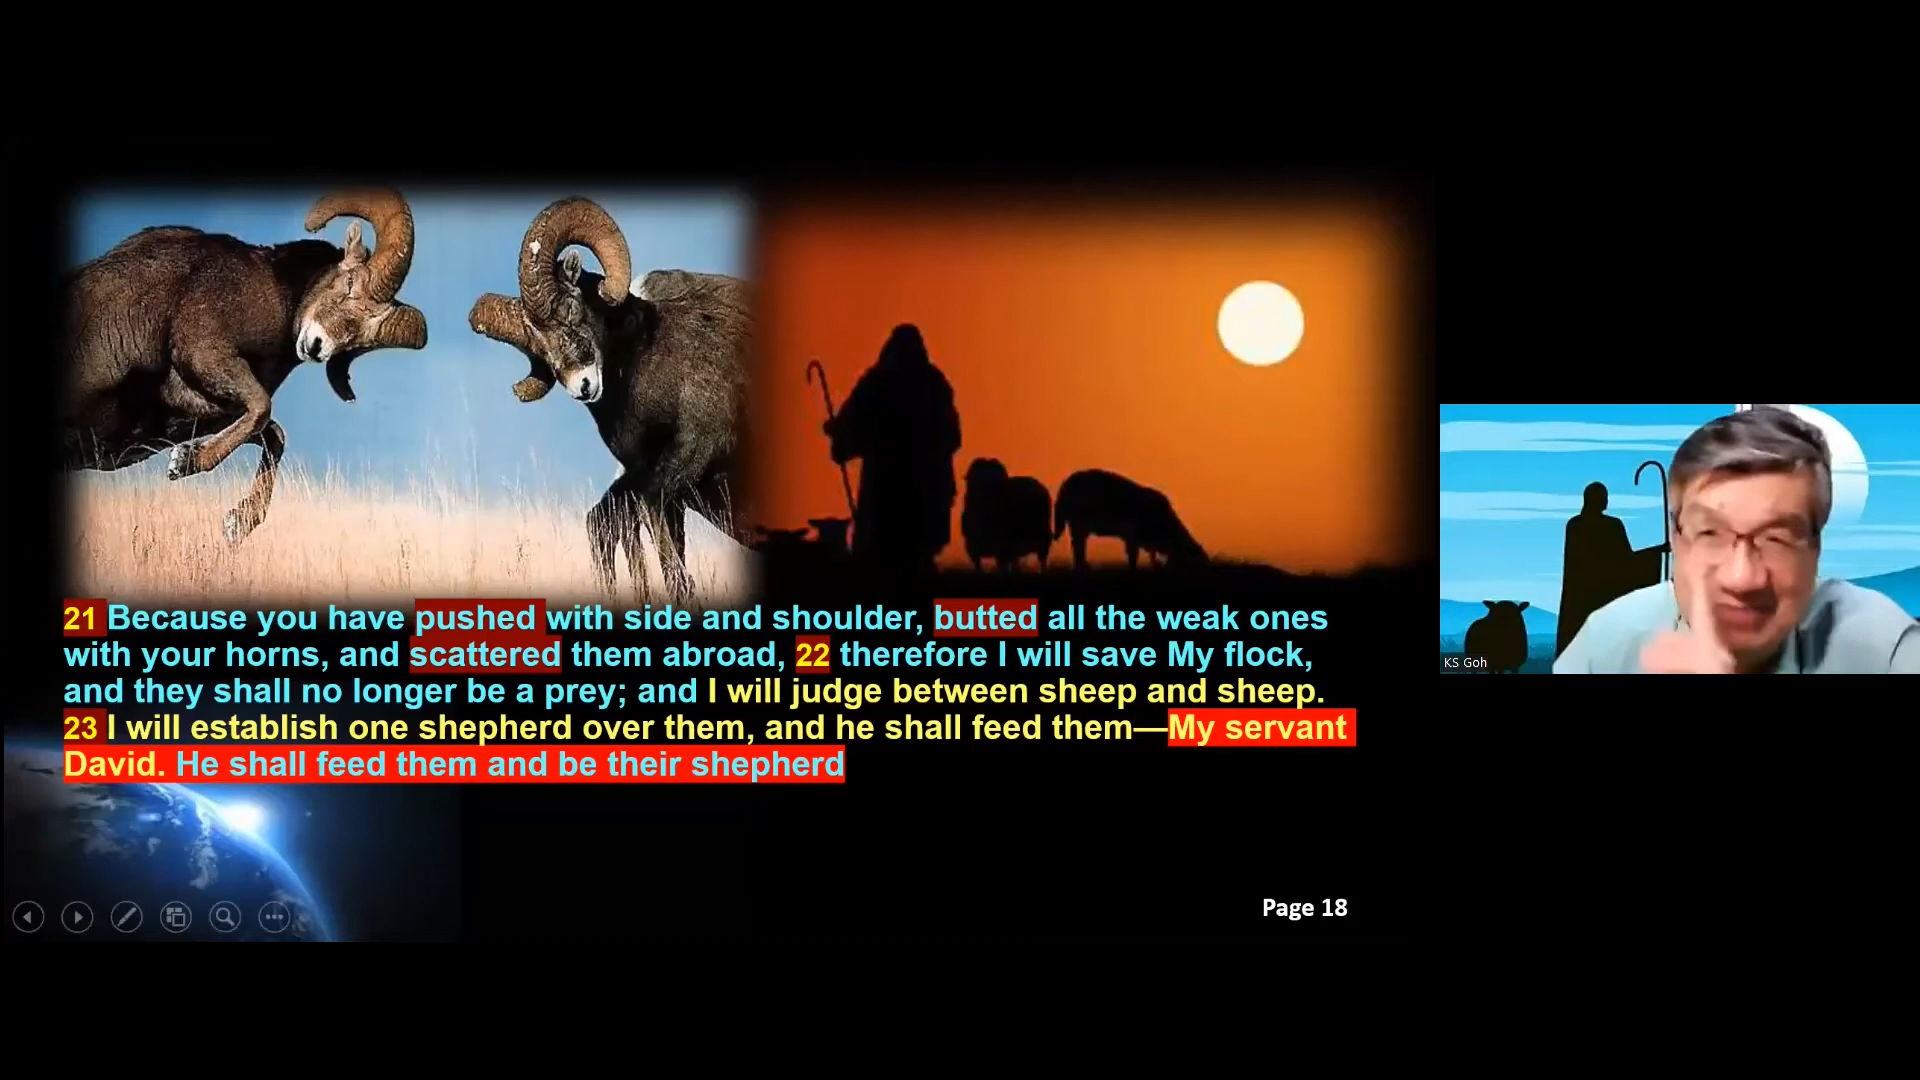 21 Because you have pushed with side and shoulder, butted all the weak ones
with your horns, and scattered them abroad, 22 therefore I will save My flock,
and they shall no longer be a prey; and I will judge between sheep and sheep.
23 I will establish one shepherd over them, and he shall feed them—My servant
David. He shall feed them and be their shepherd
KS Goh
Page 18